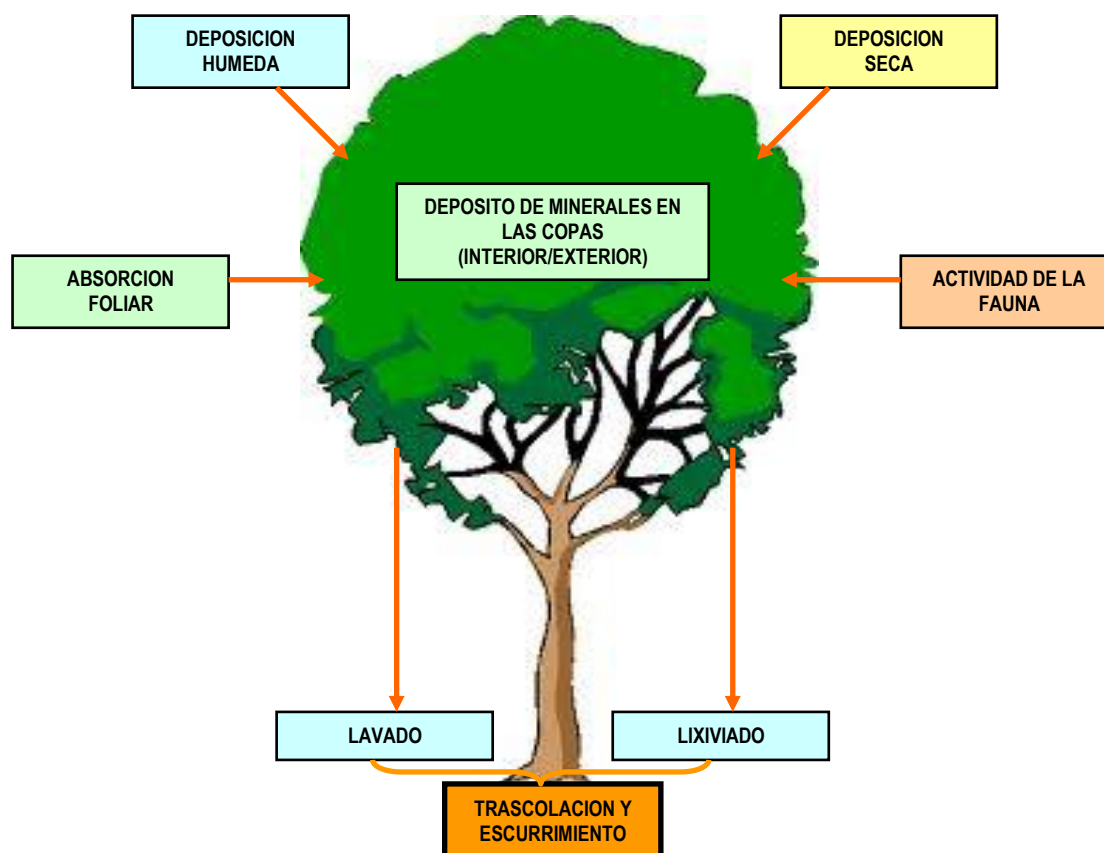 DEPOSICION
HUMEDA
DEPOSICION
SECA
DEPOSITO DE MINERALES EN
LAS COPAS
(INTERIOR/EXTERIOR)
ABSORCION
FOLIAR
ACTIVIDAD DE LA
FAUNA
LAVADO
LIXIVIADO
TRASCOLACION Y
ESCURRIMIENTO